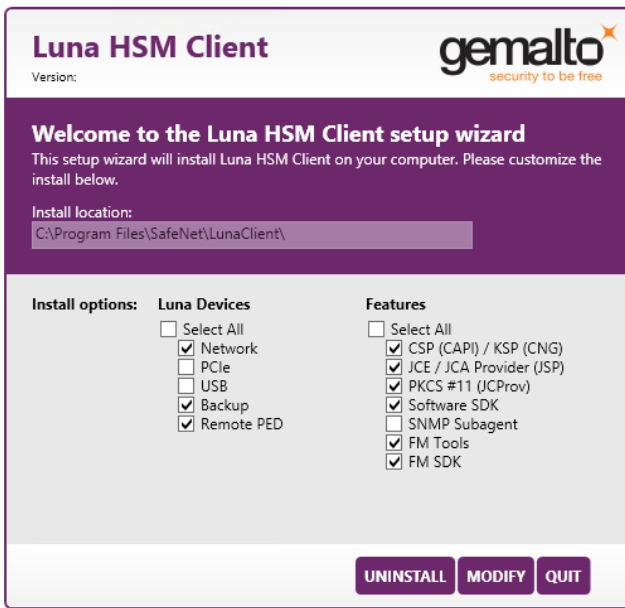 Luna HSM Client
Version:
gemalto
security to be free
Welcome to the Luna HSM Client setup wizard
This setup wizard will install Luna HSM Client on your computer. Please customize the
install below.
Install location:
C:\Program Files\SafeNet\LunaClient\
Install options:
Luna Devices
Select All
Network
PCIe
USB
Backup
Remote PED
Features
Select All
CSP (CAPI) / KSP (CNG)
JCE / JCA Provider (JSP)
PKCS #11 (JCProv)
Software SDK
SNMP Subagent
FM Tools
FM SDK
UNINSTALL
MODIFY
QUIT